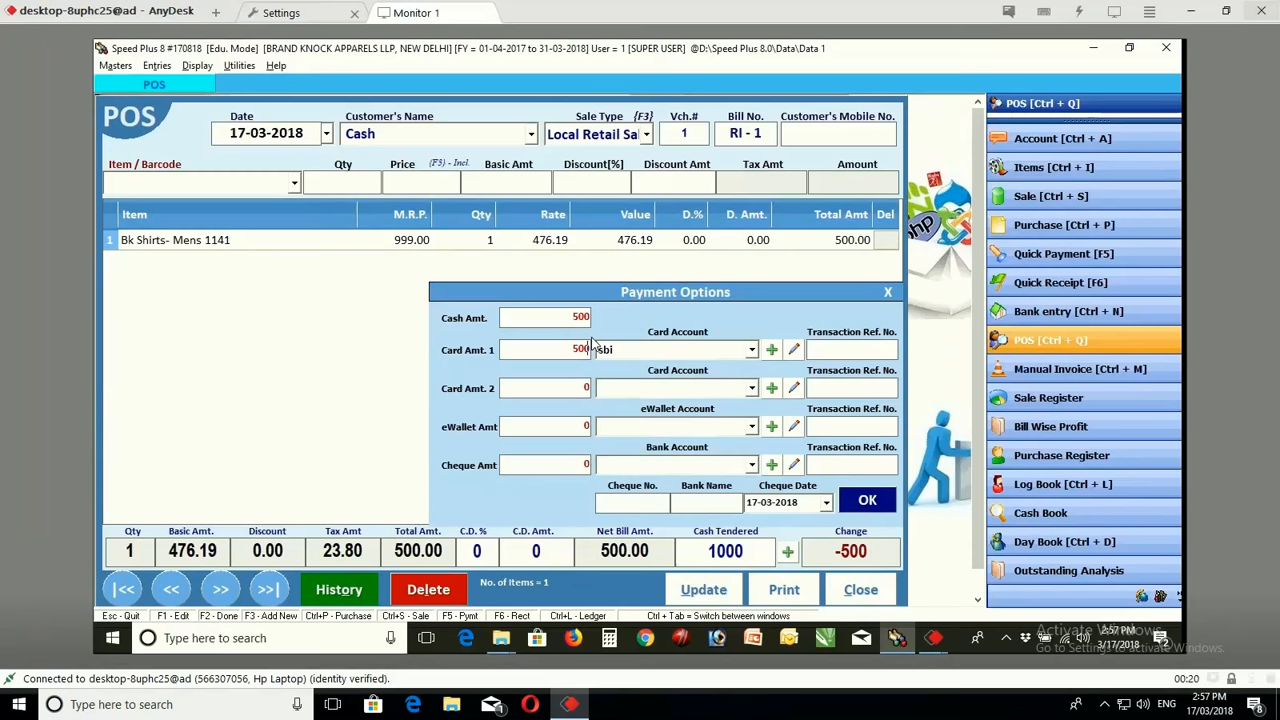 desktop-8uphc25@ad - AnyDesk
Settings
Monitor 1
Speed Plus 8 #170818 [Edu. Mode] [BRAND KNOCK APPARELS LLP, NEW DELHI] [FY = 01-04-2017 to 31-03-2018] User = 1 [SUPER USER] @D:\Speed Plus 8.0\Data\Data 1
Masters Entries Display Utilities Help
POS
POS
Date Customer's Name Sale Type {F3} Vch.# Bill No. Customer's Mobile No.
17-03-2018 Cash Local Retail Sal 1 RI - 1
Item / Barcode Qty Price (F3) - Incl. Basic Amt Discount[%] Discount Amt Tax Amt Amount
Item M.R.P. Qty Rate Value D.% D. Amt. Total Amt Del
1 Bk Shirts- Mens 1141 999.00 1 476.19 476.19 0.00 0.00 500.00
Payment Options X
Cash Amt. 500
Card Account Transaction Ref. No.
Card Amt. 1 500 sbi
Card Account Transaction Ref. No.
Card Amt. 2 0
eWallet Account Transaction Ref. No.
eWallet Amt 0
Bank Account Transaction Ref. No.
Cheque Amt 0
Cheque No. Bank Name Cheque Date
17-03-2018 OK
Qty Basic Amt. Discount Tax Amt Total Amt. C.D. % C.D. Amt. Net Bill Amt. Cash Tendered Change
1 476.19 0.00 23.80 500.00 0 0 500.00 1000 -500
|<< << >> >>| History Delete No. of Items = 1 Update Print Close
Esc - Quit F1 - Edit F2 - Done F3 - Add New Ctrl+P - Purchase Ctrl+S - Sale F5 - Pymt F6 - Rect Ctrl+L - Ledger Ctrl + Tab = Switch between windows
php
POS [Ctrl + Q]
Account [Ctrl + A]
Items [Ctrl + I]
Sale [Ctrl + S]
Purchase [Ctrl + P]
Quick Payment [F5]
Quick Receipt [F6]
Bank entry [Ctrl + N]
POS [Ctrl + Q]
Manual Invoice [Ctrl + M]
Sale Register
Bill Wise Profit
Purchase Register
Log Book [Ctrl + L]
Cash Book
Day Book [Ctrl + D]
Outstanding Analysis
Activate Windows
Go to Settings to activate Windows.
Type here to search
2:57 PM
3/17/2018
Connected to desktop-8uphc25@ad (566307056, Hp Laptop) (identity verified). 00:20
Type here to search
2:57 PM
17/03/2018